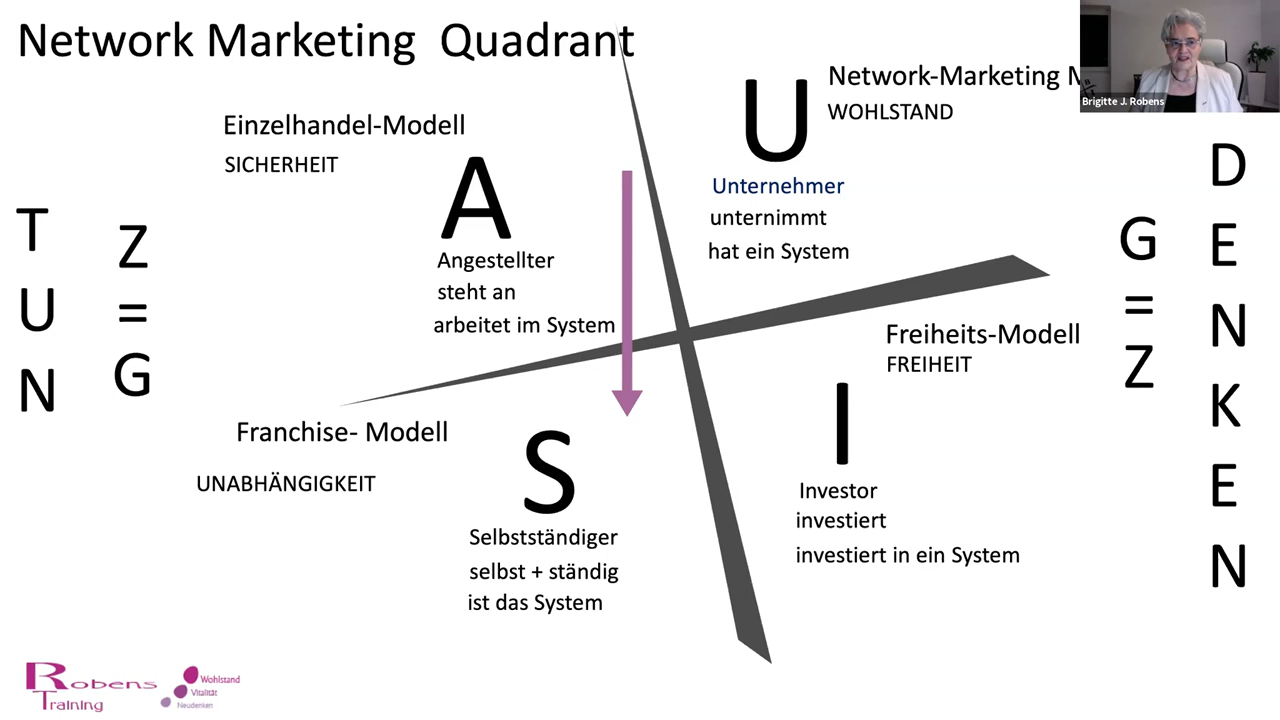 Network Marketing Quadrant
Network-Marketing
WOHLSTAND
Brigitte J. Robens
Einzelhandel-Modell
SICHERHEIT
A
Angestellter
steht an
arbeitet im System
U
Unternehmer
unternimmt
hat ein System
TUN
Z
=
G
G
=
Z
DENKEN
Franchise- Modell
UNABHÄNGIGKEIT
S
Selbstständiger
selbst + ständig
ist das System
Freiheits-Modell
FREIHEIT
I
Investor
investiert
investiert in ein System
Robens
Training
Wohlstand
Vitalität
Neudenken